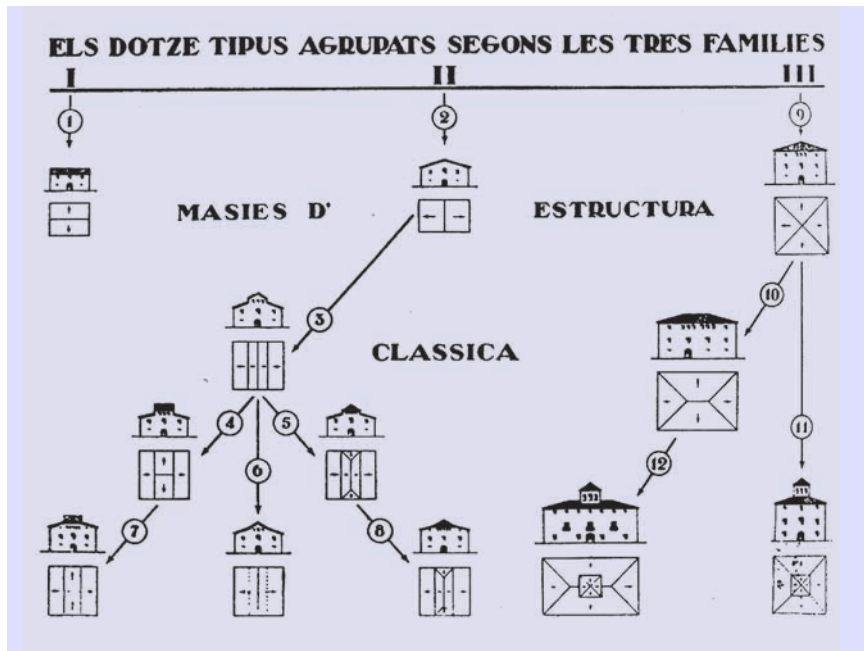 ELS DOTZE TIPUS AGRUPATS SEGONS LES TRES FAMILIES
I II III
1 2 9
MASIES D' ESTRUCTURA
10
3
CLASSICA
4 5 11
6 12
7 8